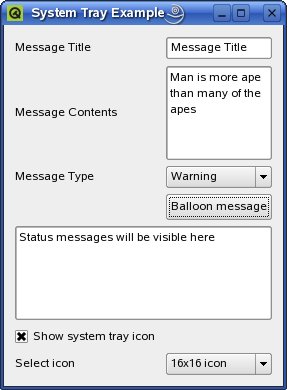 System Tray Example
Message Title
Message Title
Message Contents
Man is more ape
than many of the
apes
Message Type
Warning
Balloon message
Status messages will be visible here
Show system tray icon
Select icon
16x16 icon